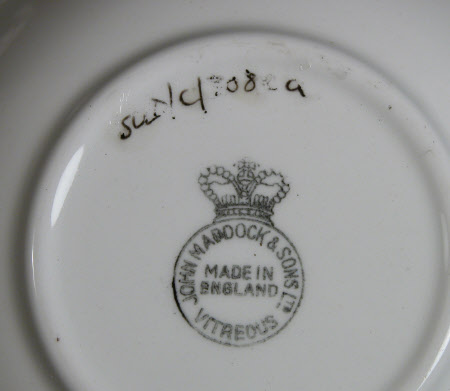 JOHN MADDOCK & SONS LTD
MADE IN
ENGLAND
VITREOUS